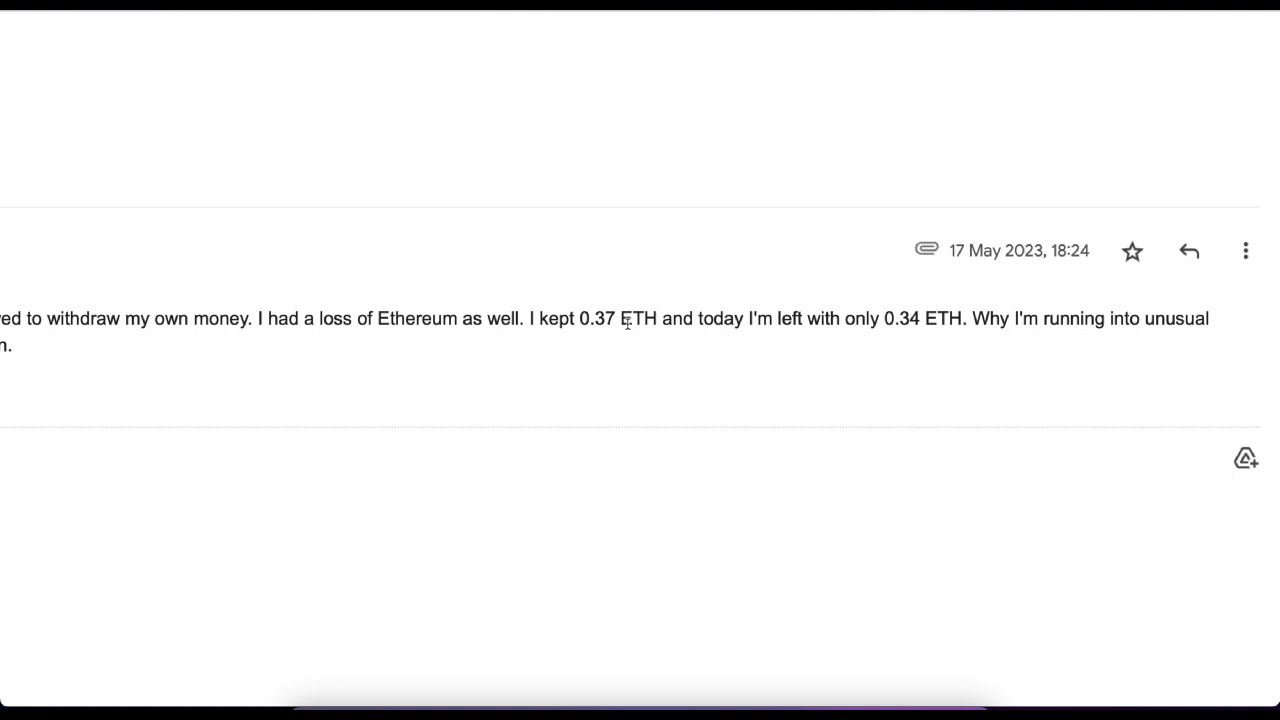 17 May 2023, 18:24
ed to withdraw my own money. I had a loss of Ethereum as well. I kept 0.37 ETH and today I'm left with only 0.34 ETH. Why I'm running into unusual
n.